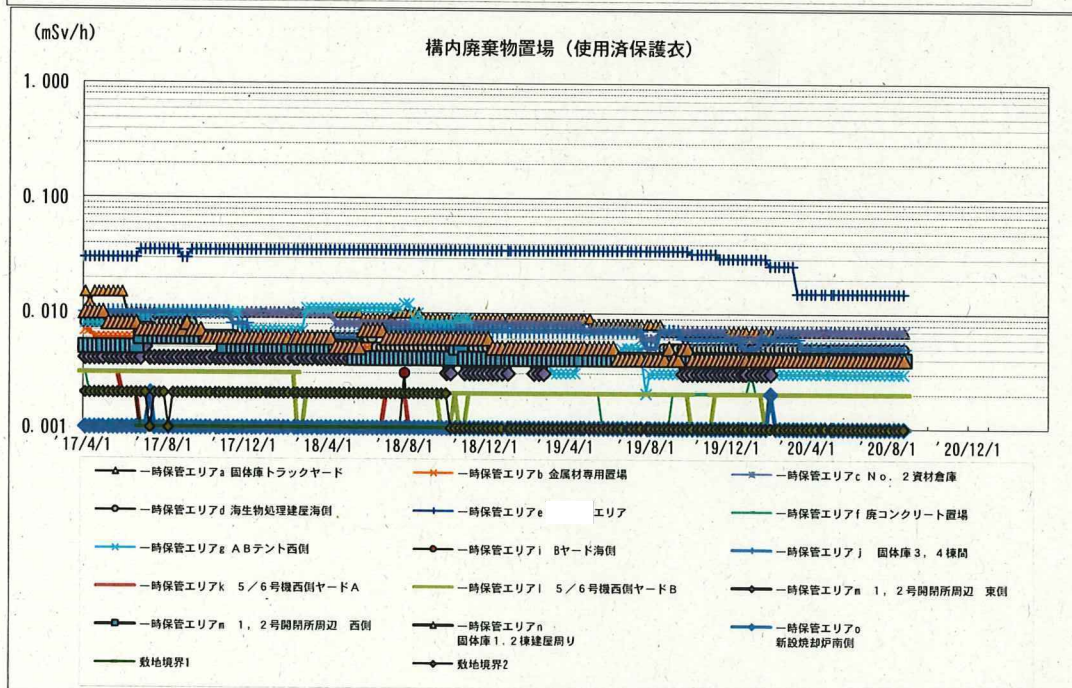 (mSv/h)
構内廃棄物置場（使用済保護衣）
1.000
0.100
0.010
0.001
'17/4/1 '17/8/1 '17/12/1 '18/4/1 '18/8/1 '18/12/1 '19/4/1 '19/8/1 '19/12/1 '20/4/1 '20/8/1 '20/12/1
一時保管エリアa 固体庫トラックヤード
一時保管エリアb 金属材専用置場
一時保管エリアc No．2資材倉庫
一時保管エリアd 海生物処理建屋海側
一時保管エリアe エリア
一時保管エリアf 廃コンクリート置場
一時保管エリアg ABテント西側
一時保管エリアi Bヤード海側
一時保管エリアj 固体庫3，4棟間
一時保管エリアk 5／6号機西側ヤードA
一時保管エリアl 5／6号機西側ヤードB
一時保管エリアm 1，2号開閉所周辺 東側
一時保管エリアm 1，2号開閉所周辺 西側
一時保管エリアn
固体庫1，2棟建屋周り
一時保管エリアo
新設焼却炉南側
敷地境界1
敷地境界2